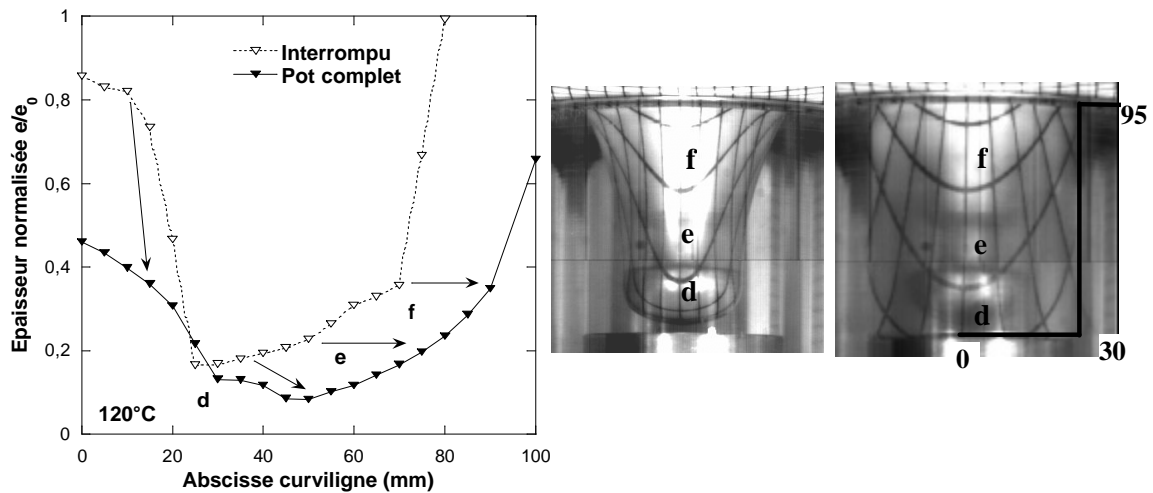 Epaisseur normalisée e/e0
1
0,8
0,6
0,4
0,2
0
Interrompu
Pot complet
f
e
d
120°C
0
20
40
60
80
100
Abscisse curviligne (mm)
f
e
d
f
e
d
95
0
30